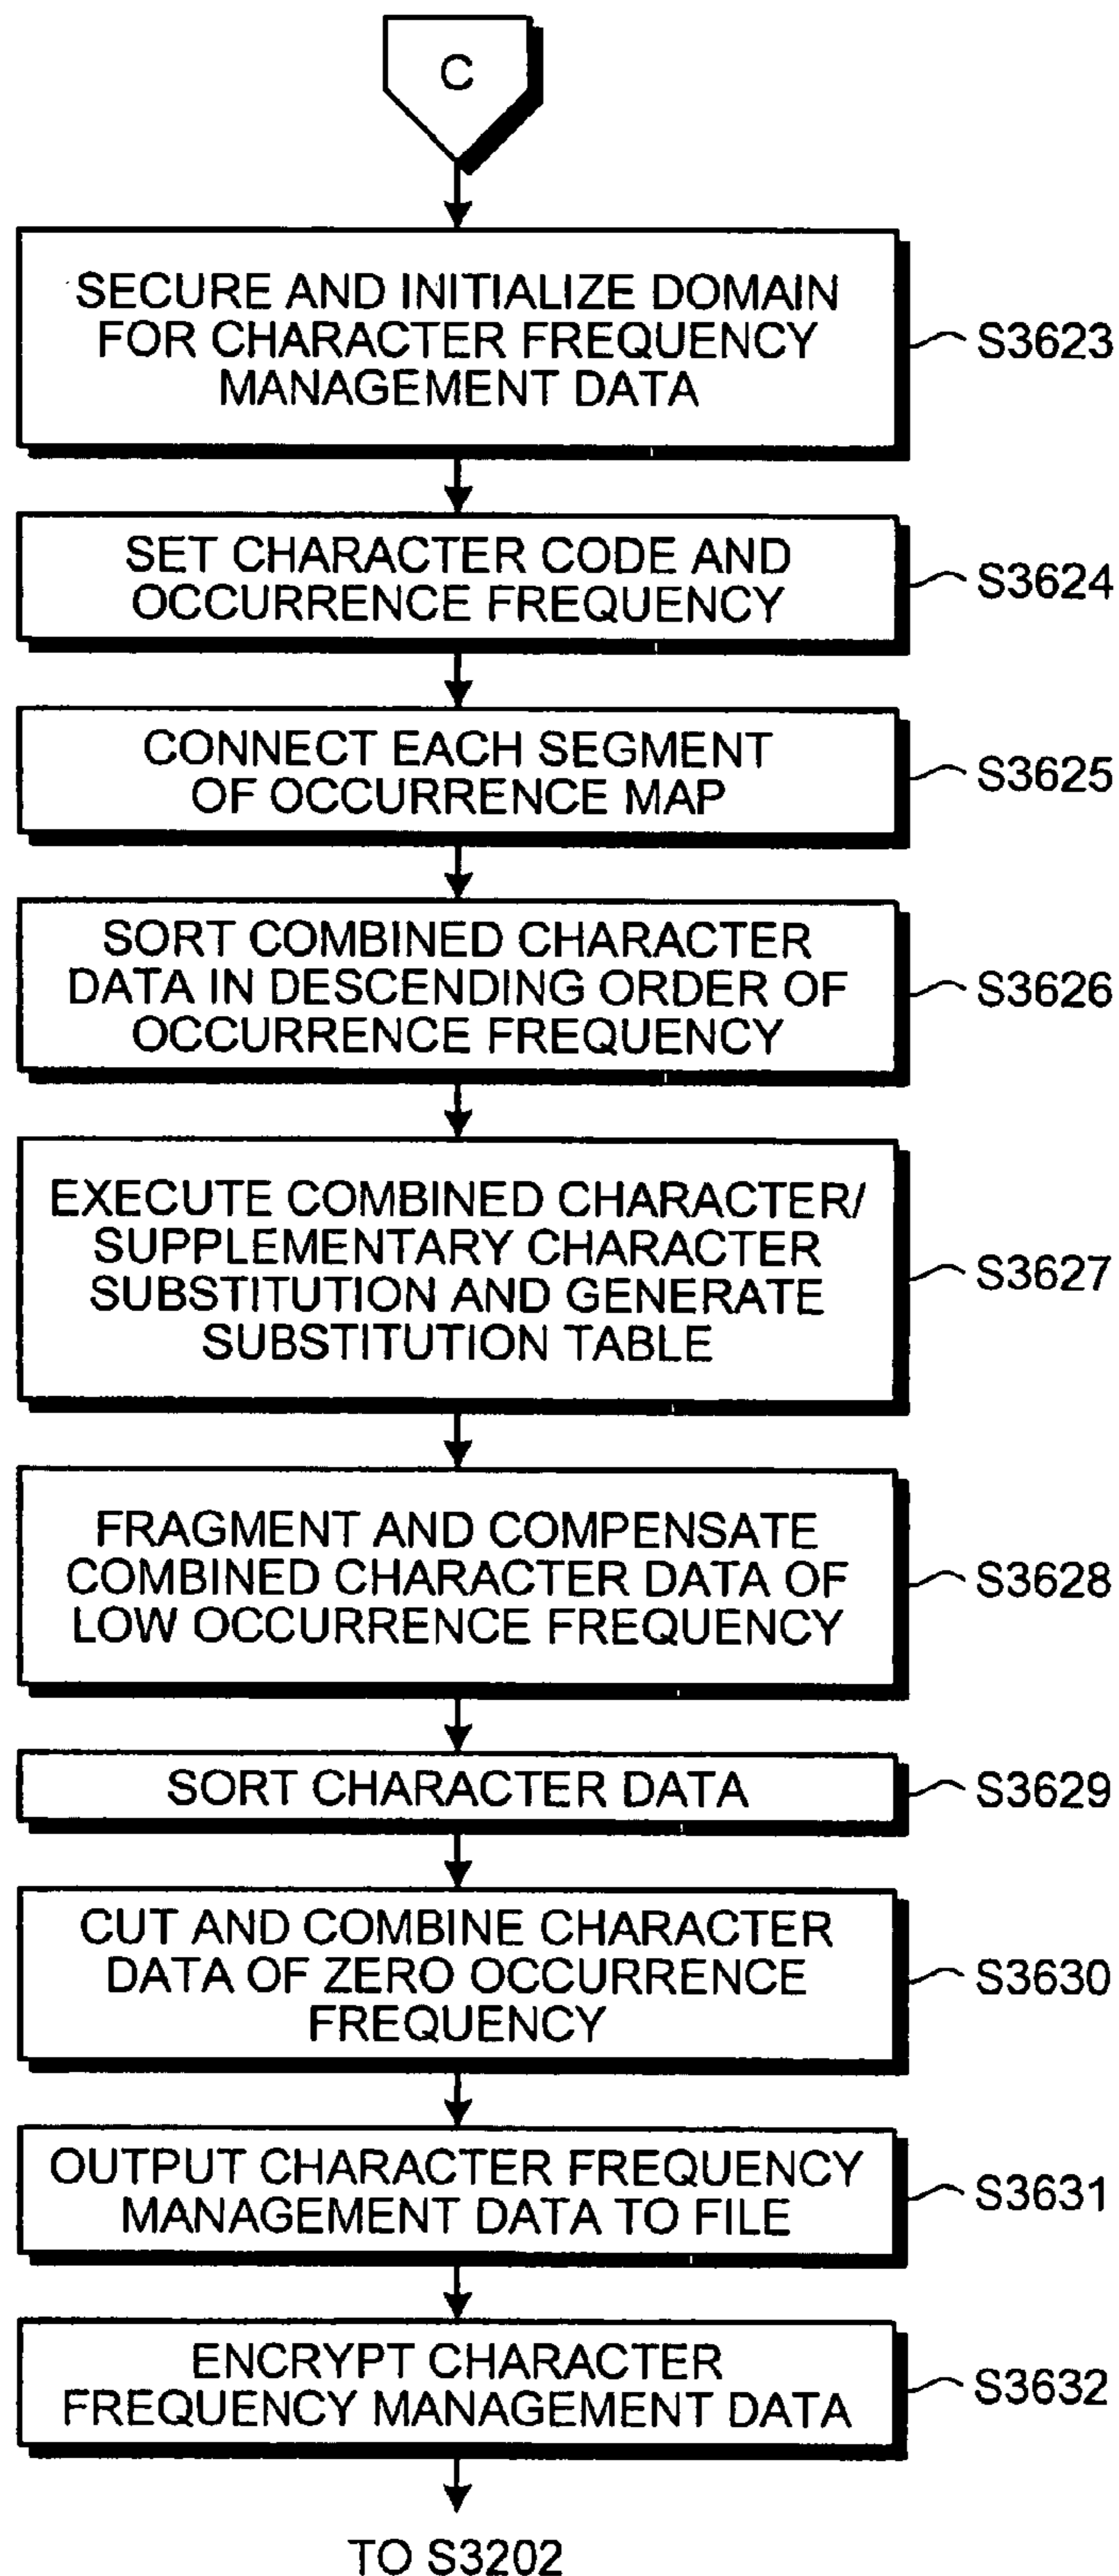 C
SECURE AND INITIALIZE DOMAIN
FOR CHARACTER FREQUENCY
MANAGEMENT DATA
S3623
SET CHARACTER CODE AND
OCCURRENCE FREQUENCY
S3624
CONNECT EACH SEGMENT
OF OCCURRENCE MAP
S3625
SORT COMBINED CHARACTER
DATA IN DESCENDING ORDER OF
OCCURRENCE FREQUENCY
S3626
EXECUTE COMBINED CHARACTER/
SUPPLEMENTARY CHARACTER
SUBSTITUTION AND GENERATE
SUBSTITUTION TABLE
S3627
FRAGMENT AND COMPENSATE
COMBINED CHARACTER DATA OF
LOW OCCURRENCE FREQUENCY
S3628
SORT CHARACTER DATA
S3629
CUT AND COMBINE CHARACTER
DATA OF ZERO OCCURRENCE
FREQUENCY
S3630
OUTPUT CHARACTER FREQUENCY
MANAGEMENT DATA TO FILE
S3631
ENCRYPT CHARACTER
FREQUENCY MANAGEMENT DATA
S3632
TO S3202